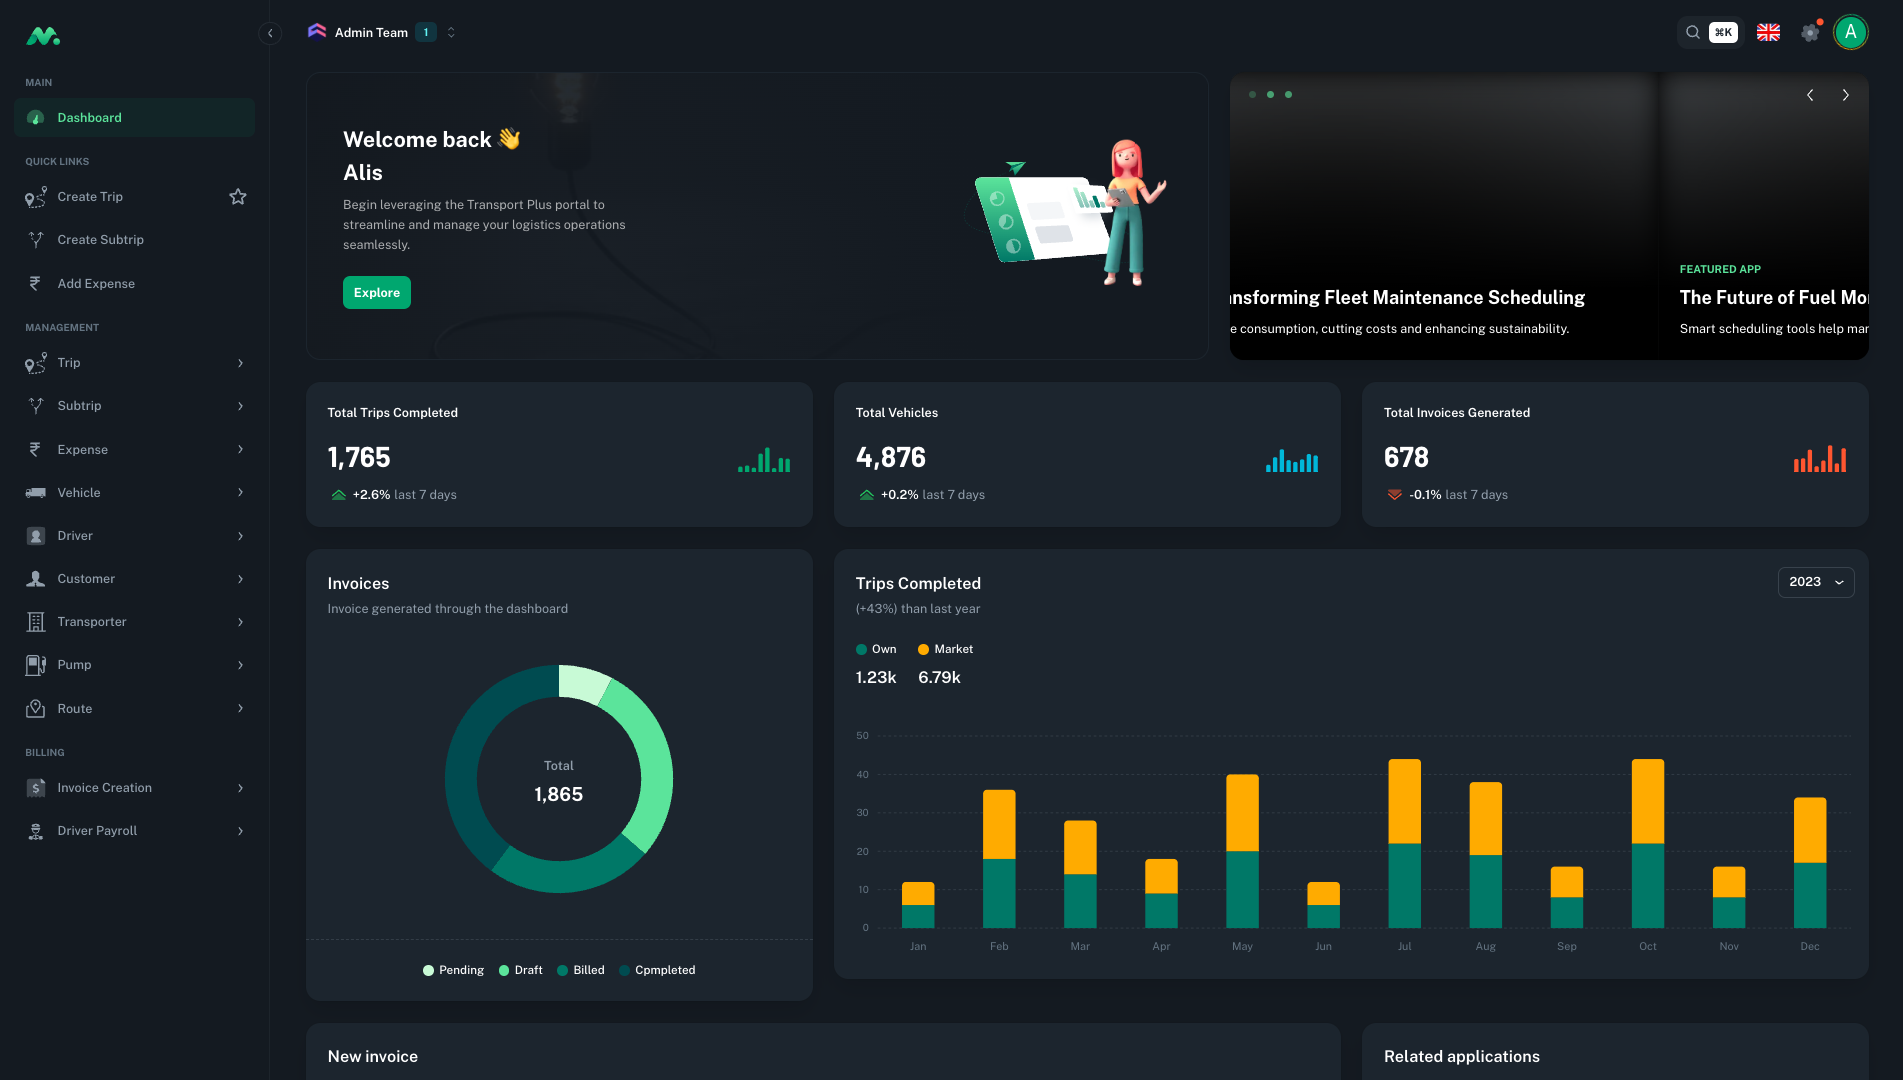 Admin Team 1
⌘K
A
MAIN
Dashboard
QUICK LINKS
Create Trip
Create Subtrip
Add Expense
MANAGEMENT
Trip
Subtrip
Expense
Vehicle
Driver
Customer
Transporter
Pump
Route
BILLING
Invoice Creation
Driver Payroll
Welcome back 👋
Alis
Begin leveraging the Transport Plus portal to
streamline and manage your logistics operations
seamlessly.
Explore
nsforming Fleet Maintenance Scheduling
e consumption, cutting costs and enhancing sustainability.
FEATURED APP
The Future of Fuel Mo
Smart scheduling tools help mar
Total Trips Completed
1,765
+2.6% last 7 days
Total Vehicles
4,876
+0.2% last 7 days
Total Invoices Generated
678
-0.1% last 7 days
Invoices
Invoice generated through the dashboard
Total
1,865
Pending Draft Billed Cpmpleted
Trips Completed
(+43%) than last year
2023
Own Market
1.23k 6.79k
50
40
30
20
10
0
Jan Feb Mar Apr May Jun Jul Aug Sep Oct Nov Dec
New invoice
Related applications